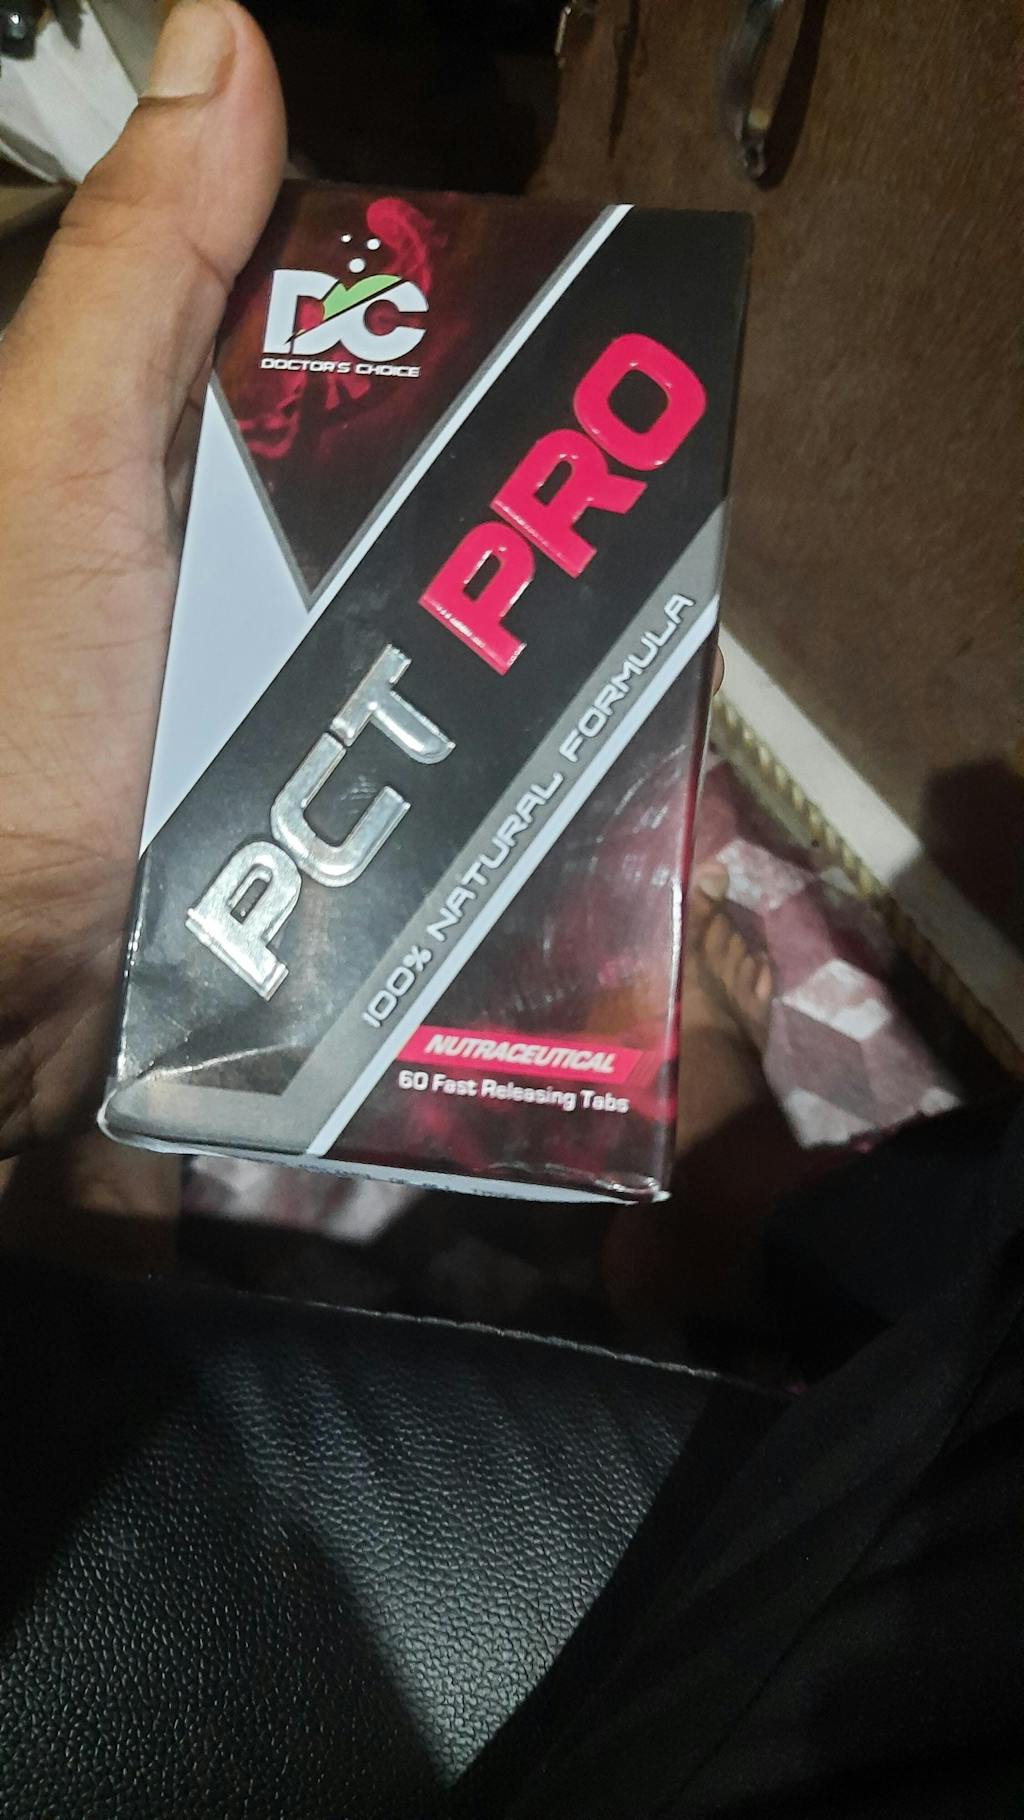 DC
DOCTOR'S CHOICE
PCT PRO
100% NATURAL FORMULA
NUTRACEUTICAL
60 Fast Releasing Tabs